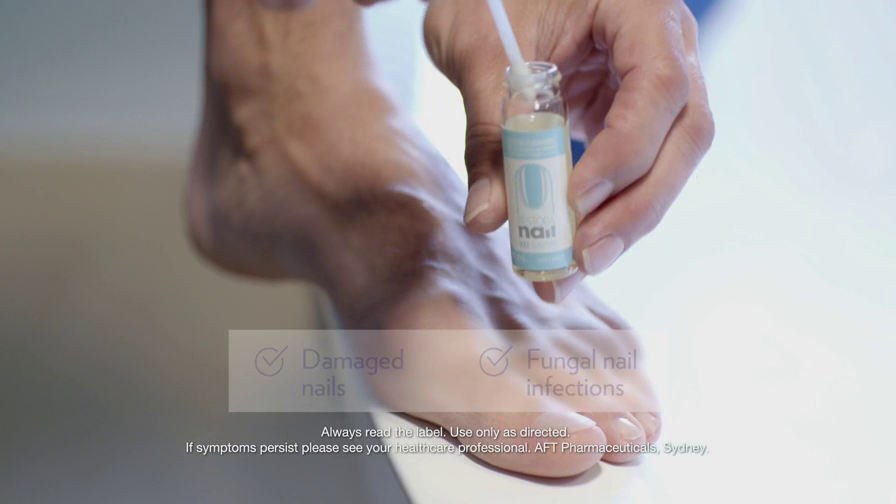 nail
Damaged
nails
Fungal nail
infections
Always read the label. Use only as directed.
If symptoms persist please see your healthcare professional. AFT Pharmaceuticals, Sydney.